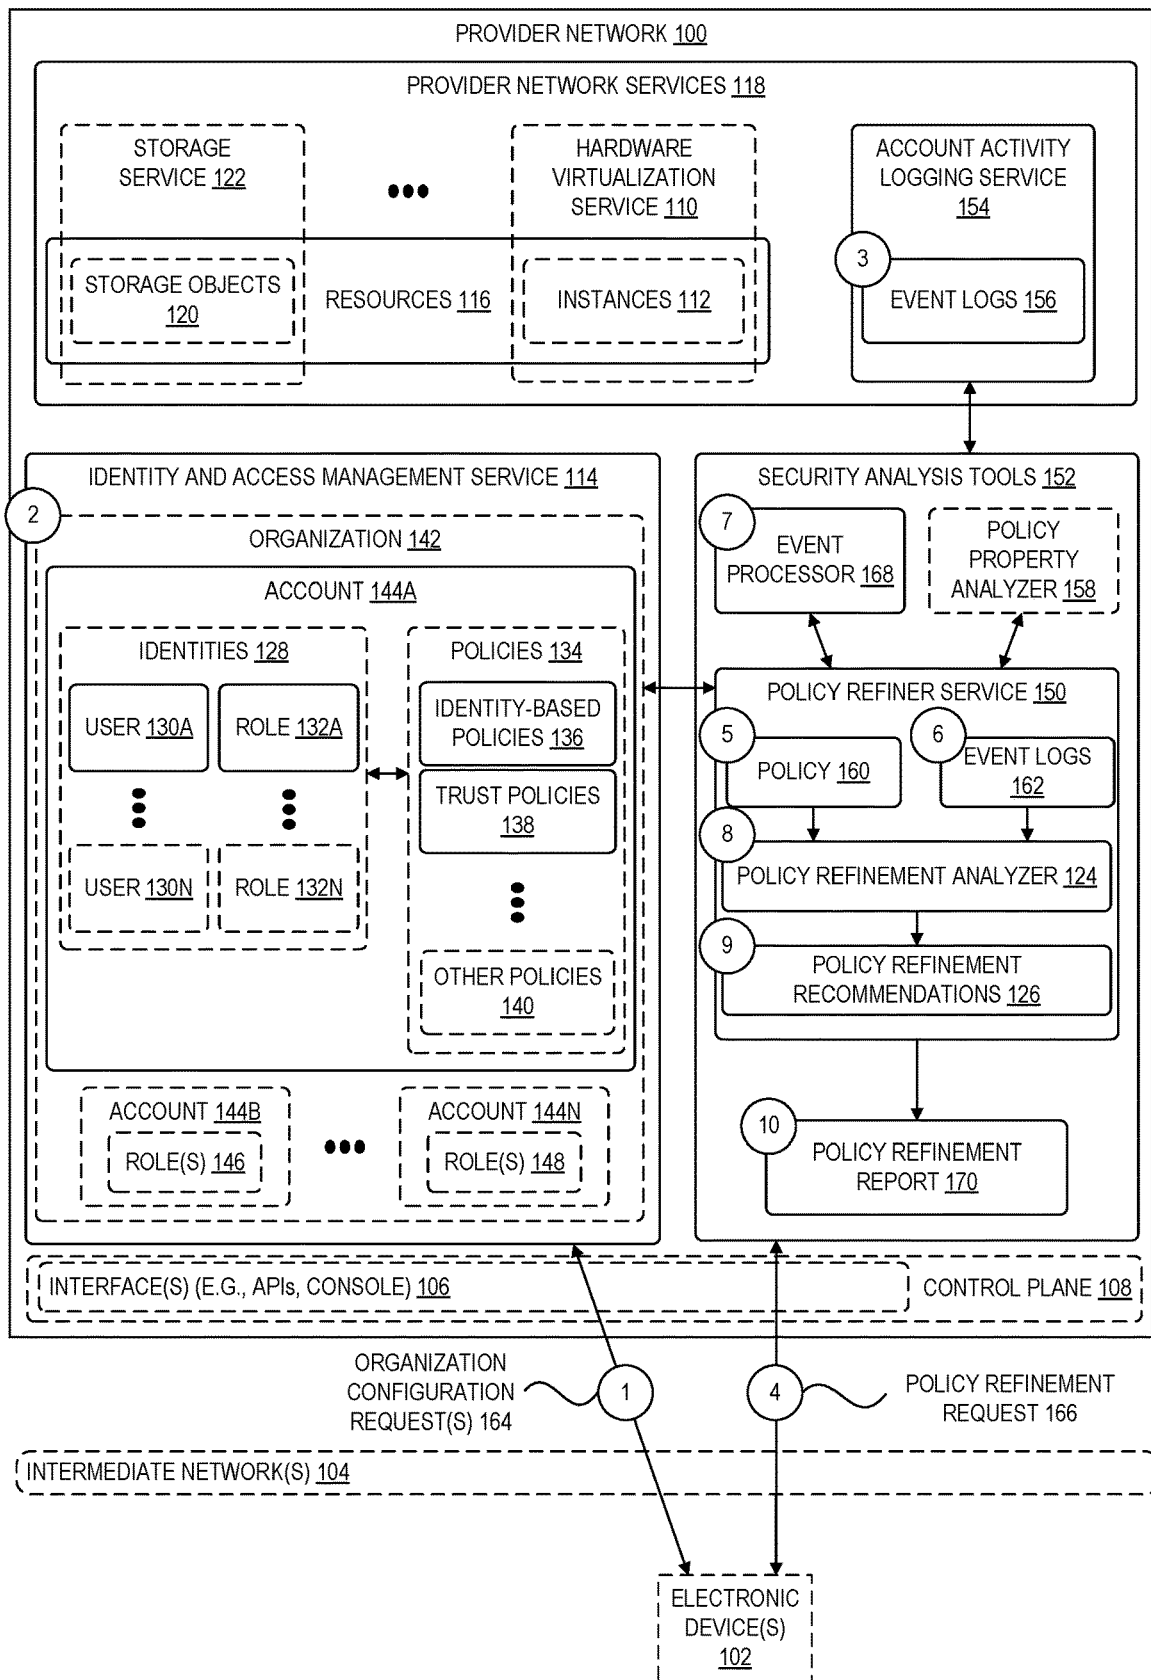 PROVIDER NETWORK 100
PROVIDER NETWORK SERVICES 118
STORAGE
SERVICE 122
HARDWARE
VIRTUALIZATION
SERVICE 110
ACCOUNT ACTIVITY
LOGGING SERVICE
154
STORAGE OBJECTS
120
RESOURCES 116
INSTANCES 112
3
EVENT LOGS 156
IDENTITY AND ACCESS MANAGEMENT SERVICE 114
2
ORGANIZATION 142
ACCOUNT 144A
IDENTITIES 128
USER 130A
ROLE 132A
USER 130N
ROLE 132N
POLICIES 134
IDENTITY-BASED
POLICIES 136
TRUST POLICIES
138
OTHER POLICIES
140
ACCOUNT 144B
ROLE(S) 146
ACCOUNT 144N
ROLE(S) 148
SECURITY ANALYSIS TOOLS 152
7
EVENT
PROCESSOR 168
POLICY
PROPERTY
ANALYZER 158
POLICY REFINER SERVICE 150
5
POLICY 160
6
EVENT LOGS
162
8
POLICY REFINEMENT ANALYZER 124
9
POLICY REFINEMENT
RECOMMENDATIONS 126
10
POLICY REFINEMENT
REPORT 170
INTERFACE(S) (E.G., APIs, CONSOLE) 106
CONTROL PLANE 108
ORGANIZATION
CONFIGURATION
REQUEST(S) 164
1
4
POLICY REFINEMENT
REQUEST 166
INTERMEDIATE NETWORK(S) 104
ELECTRONIC
DEVICE(S)
102